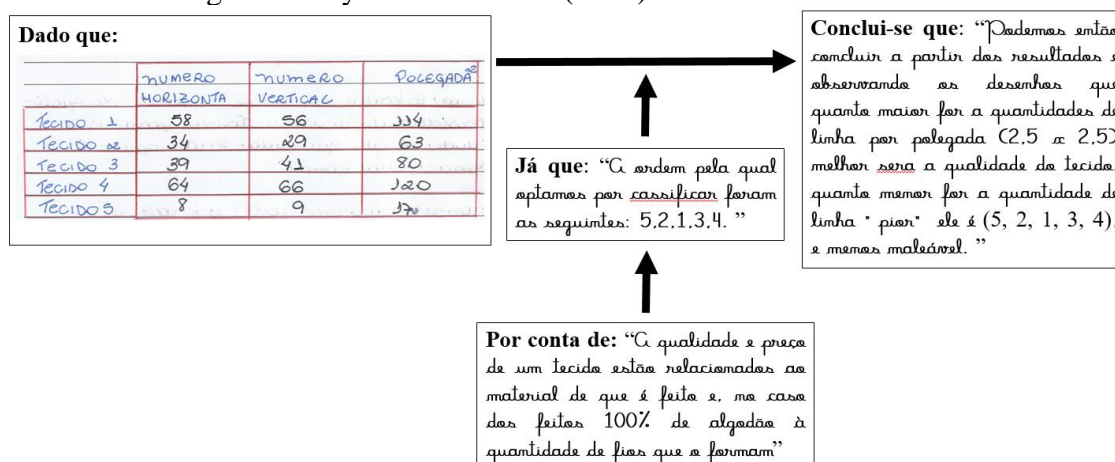 Dado que:
NUMERO NUMERO POLEGADA²
HORIZONTA VERTICAL
TECIDO 1 58 56 114
TECIDO 2 34 29 63
TECIDO 3 39 41 80
TECIDO 4 64 66 120
TECIDO 5 8 9 17
Já que: “A ordem pela qual
optamos por cassificar foram
as seguintes: 5,2,1,3,4. ”
Por conta de: “A qualidade e preço
de um tecido estão relacionados ao
material de que é feito e, no caso
dos feitos 100% de algodão à
quantidade de fios que o formam”
Conclui-se que: “Podemos então
concluir a partir dos resultados e
observando os desenhos que
quanto maior for a quantidades de
linha por polegada (2,5 x 2,5)
melhor sera a qualidade do tecido,
quanto menor for a quantidade de
linha " pior" ele é (5, 2, 1, 3, 4),
e menos maleável. ”